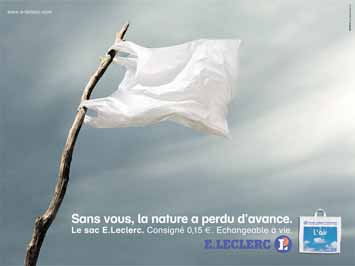 www.e-leclerc.com
Sans vous, la nature a perdu d'avance.
Le sac E.Leclerc. Consigné 0,15 €. Echangeable à vie.
E.LECLERC L